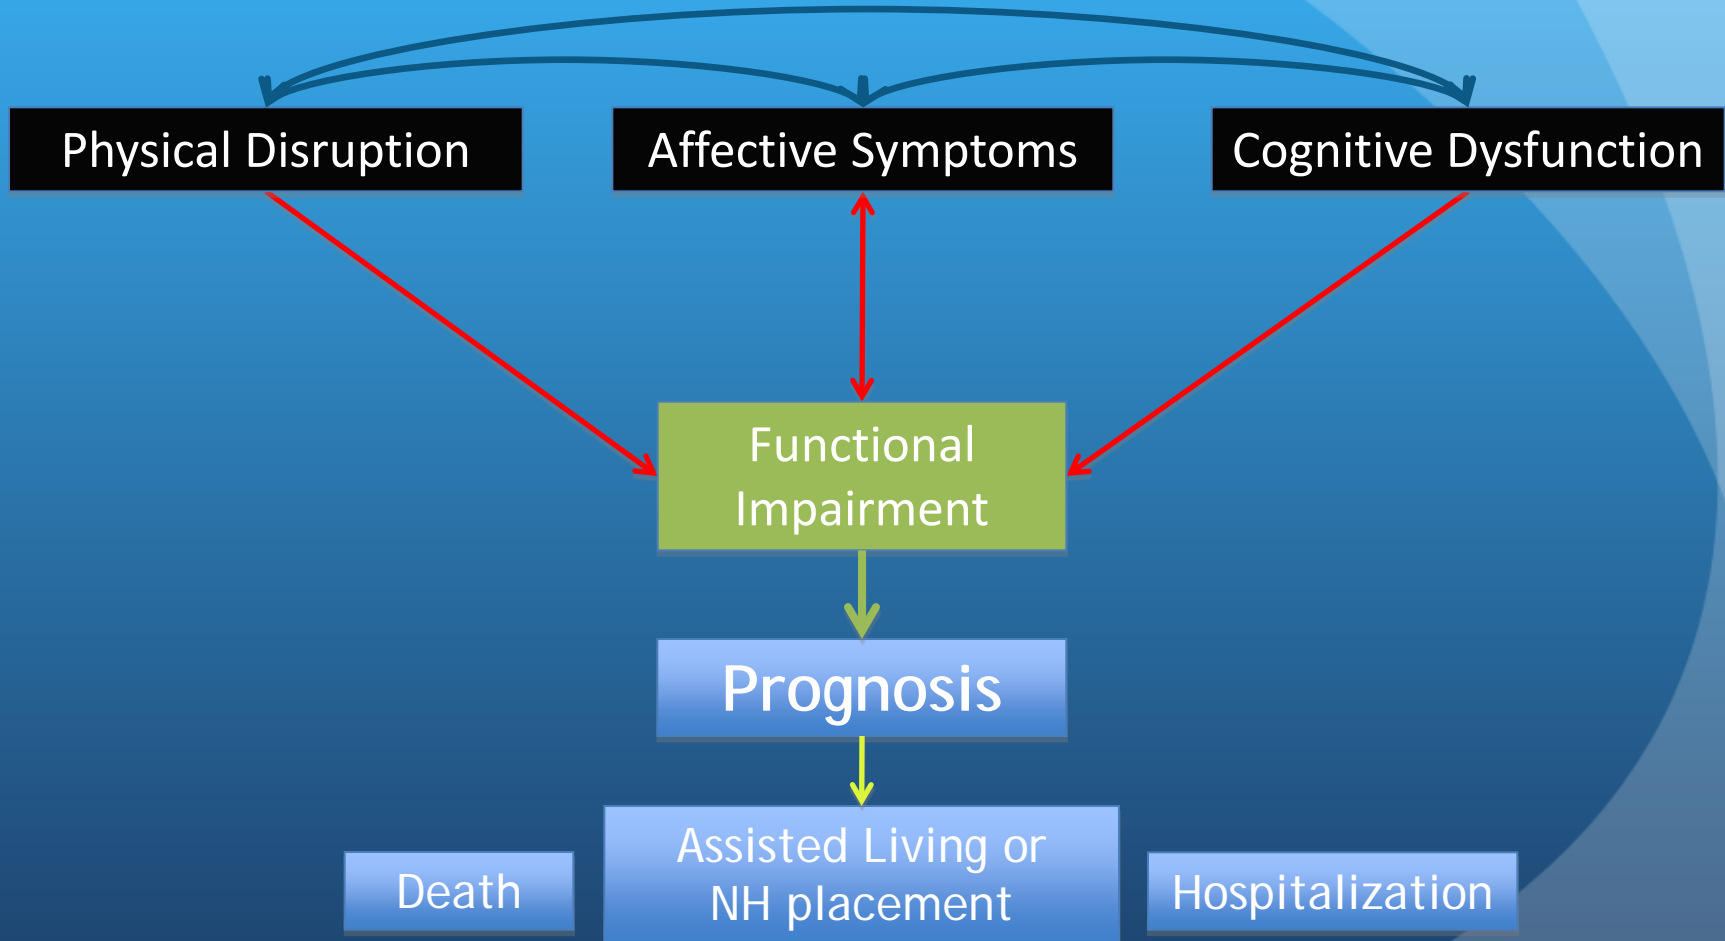 Physical Disruption
Affective Symptoms
Cognitive Dysfunction
Functional
Impairment
Prognosis
Death
Assisted Living or
NH placement
Hospitalization